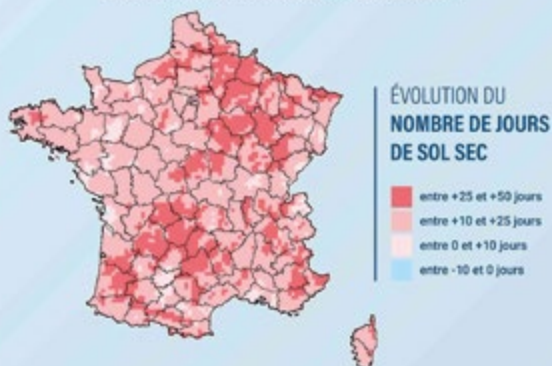 ÉVOLUTION DU
NOMBRE DE JOURS
DE SOL SEC
entre +25 et +50 jours
entre +10 et +25 jours
entre 0 et +10 jours
entre -10 et 0 jours